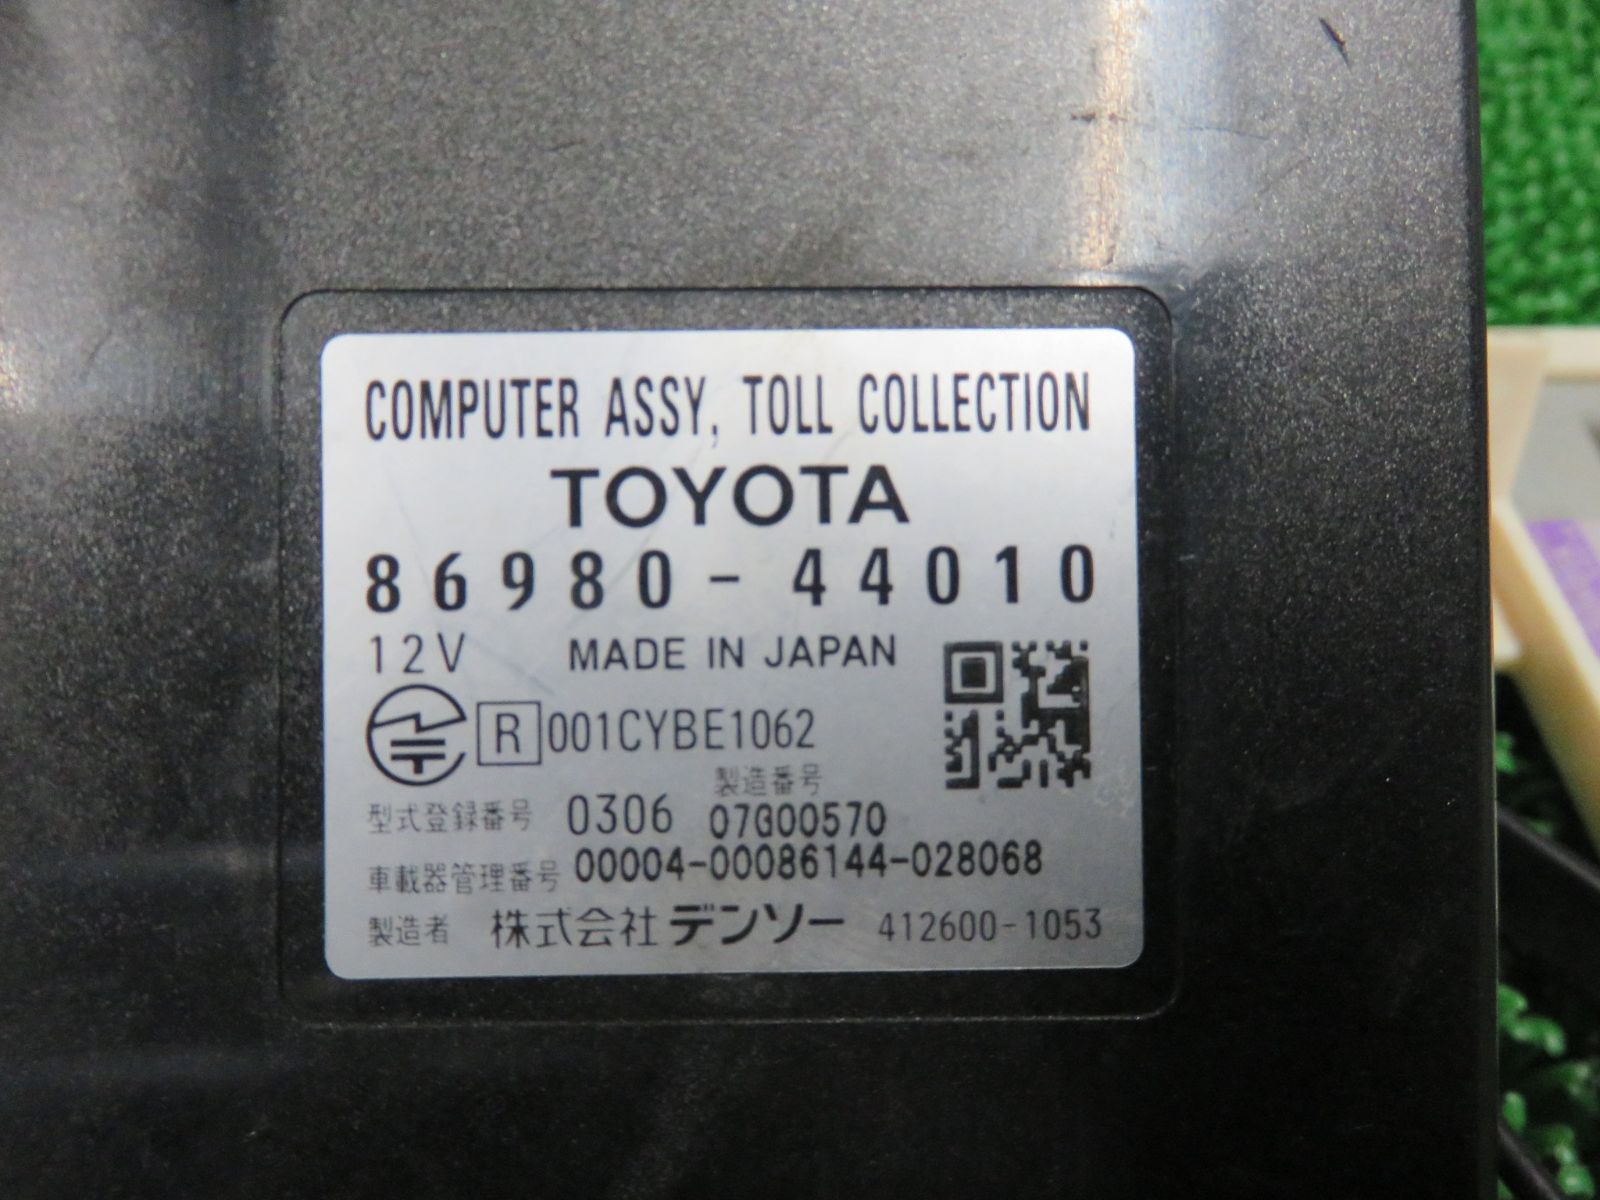 COMPUTER ASSY, TOLL COLLECTION
TOYOTA
86980-44010
12V MADE IN JAPAN
R 001CYBE1062
製造番号
型式登録番号 0306 07G00570
車載器管理番号 00004-00086144-028068
製造者 株式会社 デンソー 412600-1053